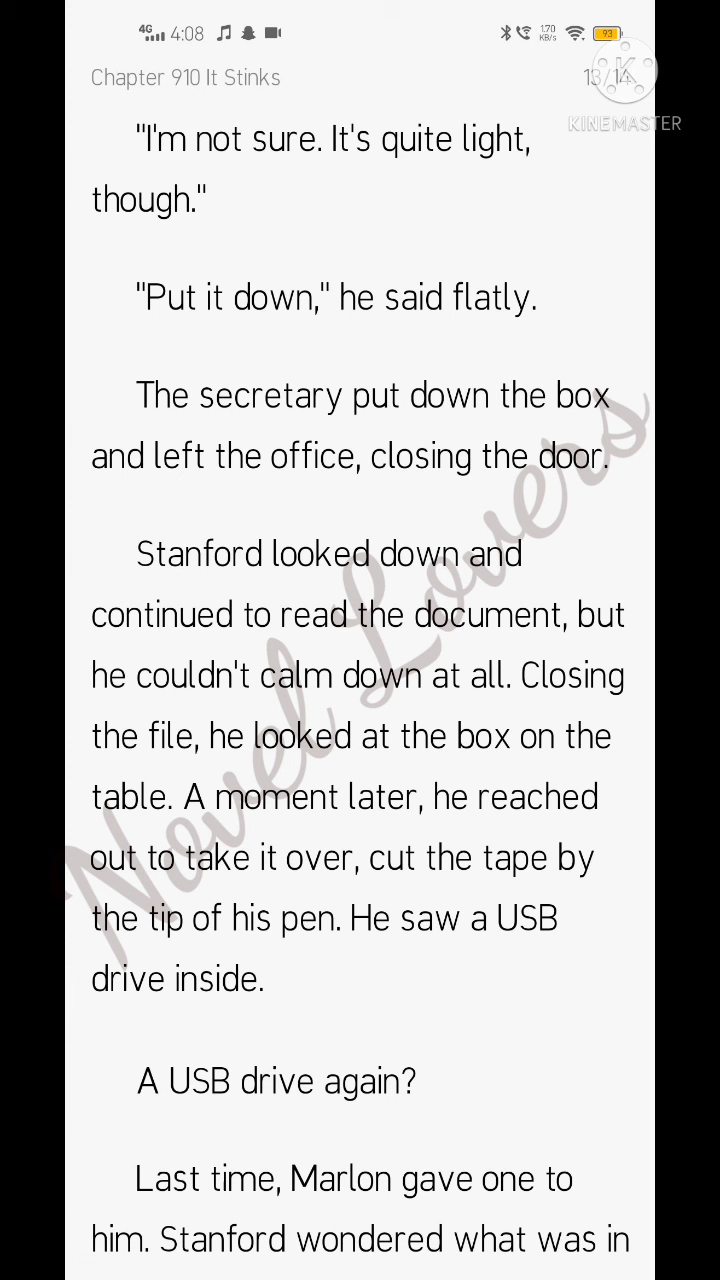 4G 4:08 1.70 KB/s 93
Chapter 910 It Stinks 13/14
K
KINEMASTER
"I'm not sure. It's quite light,
though."
"Put it down," he said flatly.
The secretary put down the box
and left the office, closing the door.
Stanford looked down and
continued to read the document, but
he couldn't calm down at all. Closing
the file, he looked at the box on the
table. A moment later, he reached
out to take it over, cut the tape by
the tip of his pen. He saw a USB
drive inside.
A USB drive again?
Last time, Marlon gave one to
him. Stanford wondered what was in
Novel Lovers